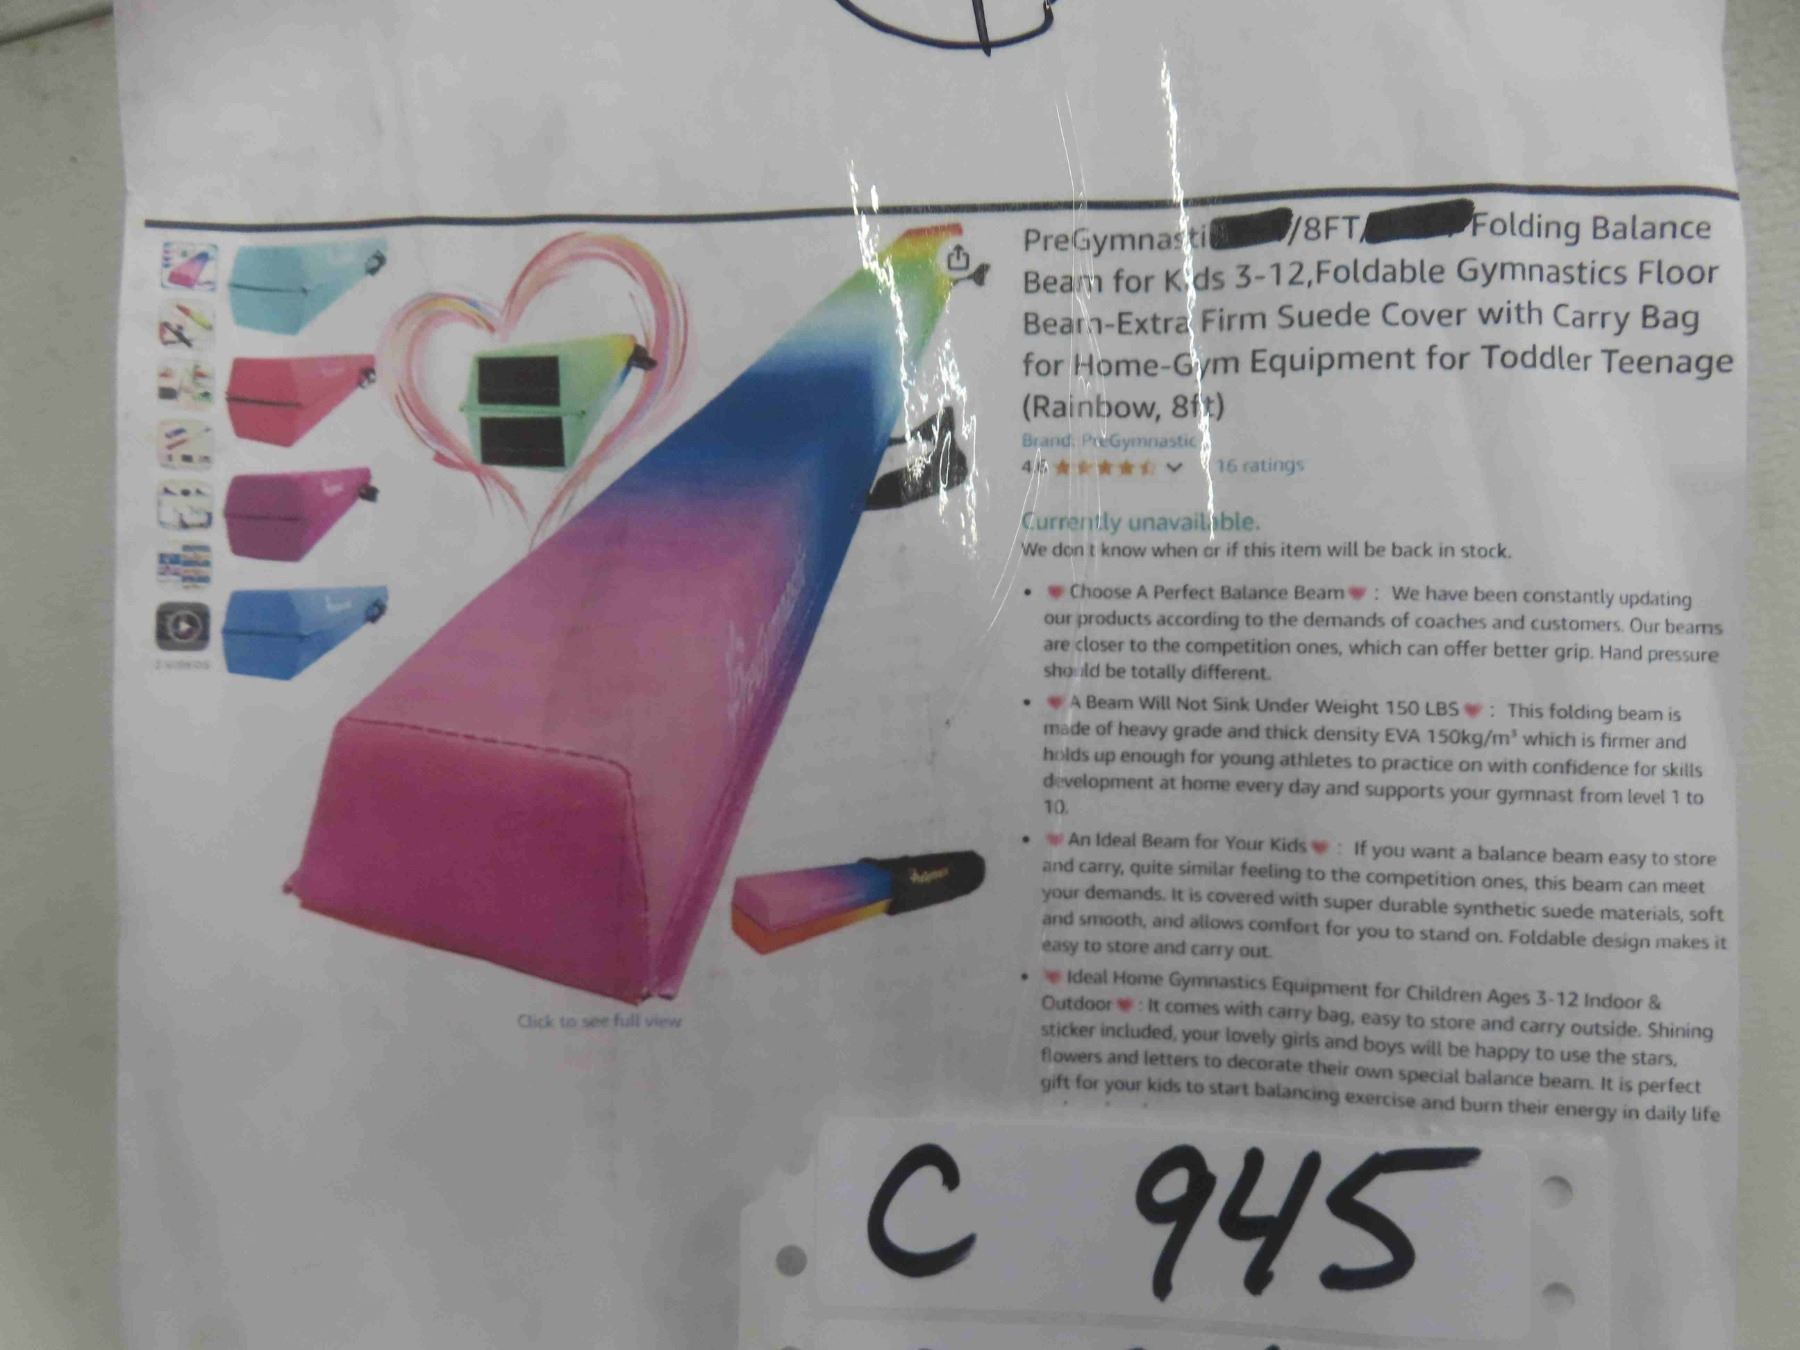 PreGymnasti /8FT/ Folding Balance
Beam for Kids 3-12,Foldable Gymnastics Floor
Beam-Extra Firm Suede Cover with Carry Bag
for Home-Gym Equipment for Toddler Teenage
(Rainbow, 8ft)
Brand: PreGymnastic
16 ratings
Currently unavailable.
We don't know when or if this item will be back in stock.
• ❤ Choose A Perfect Balance Beam ❤ : We have been constantly updating
our products according to the demands of coaches and customers. Our beams
are closer to the competition ones, which can offer better grip. Hand pressure
should be totally different.
• ❤ A Beam Will Not Sink Under Weight 150 LBS ❤ : This folding beam is
made of heavy grade and thick density EVA 150kg/m³ which is firmer and
holds up enough for young athletes to practice on with confidence for skills
development at home every day and supports your gymnast from level 1 to
10.
• ❤ An Ideal Beam for Your Kids ❤ : If you want a balance beam easy to store
and carry, quite similar feeling to the competition ones, this beam can meet
your demands. It is covered with super durable synthetic suede materials, soft
and smooth, and allows comfort for you to stand on. Foldable design makes it
easy to store and carry out.
• ❤ Ideal Home Gymnastics Equipment for Children Ages 3-12 Indoor &
Outdoor ❤ : It comes with carry bag, easy to store and carry outside. Shining
sticker included, your lovely girls and boys will be happy to use the stars,
flowers and letters to decorate their own special balance beam. It is perfect
gift for your kids to start balancing exercise and burn their energy in daily life
2 VIDEOS
Click to see full view
C 945